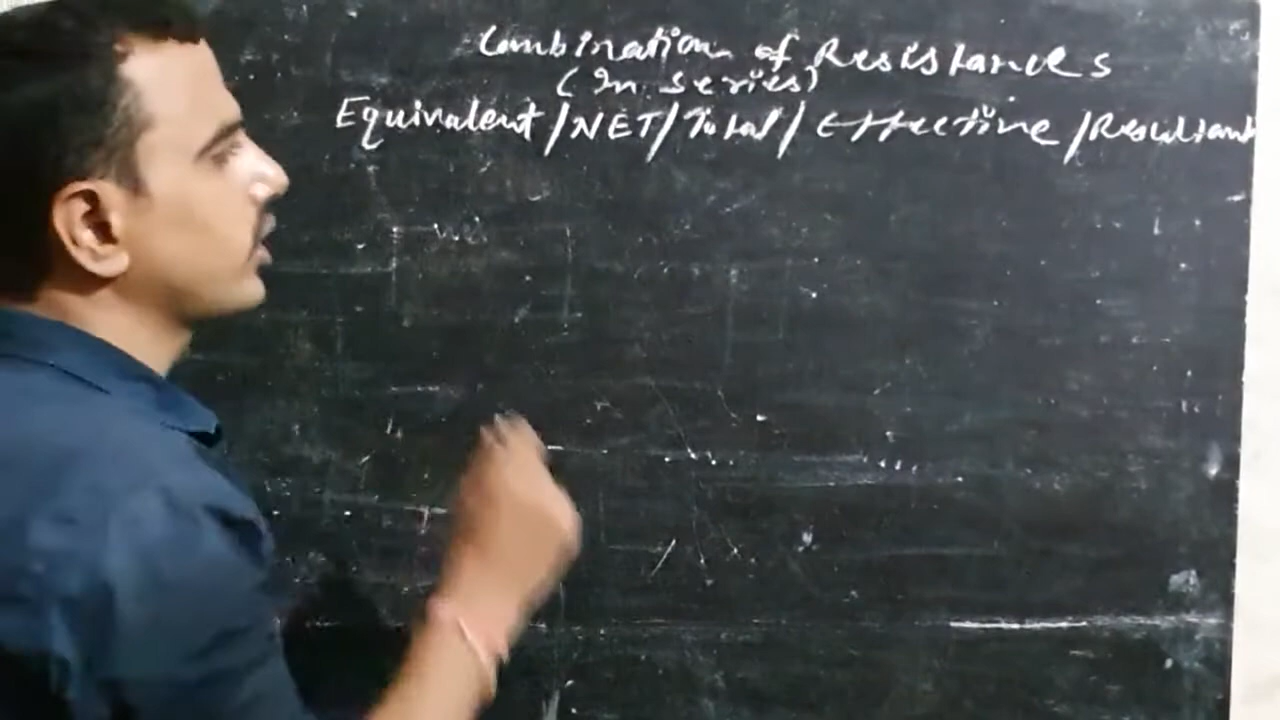 Combination of Resistances
(In series)
Equivalent/NET/Total/Effective/Resultant